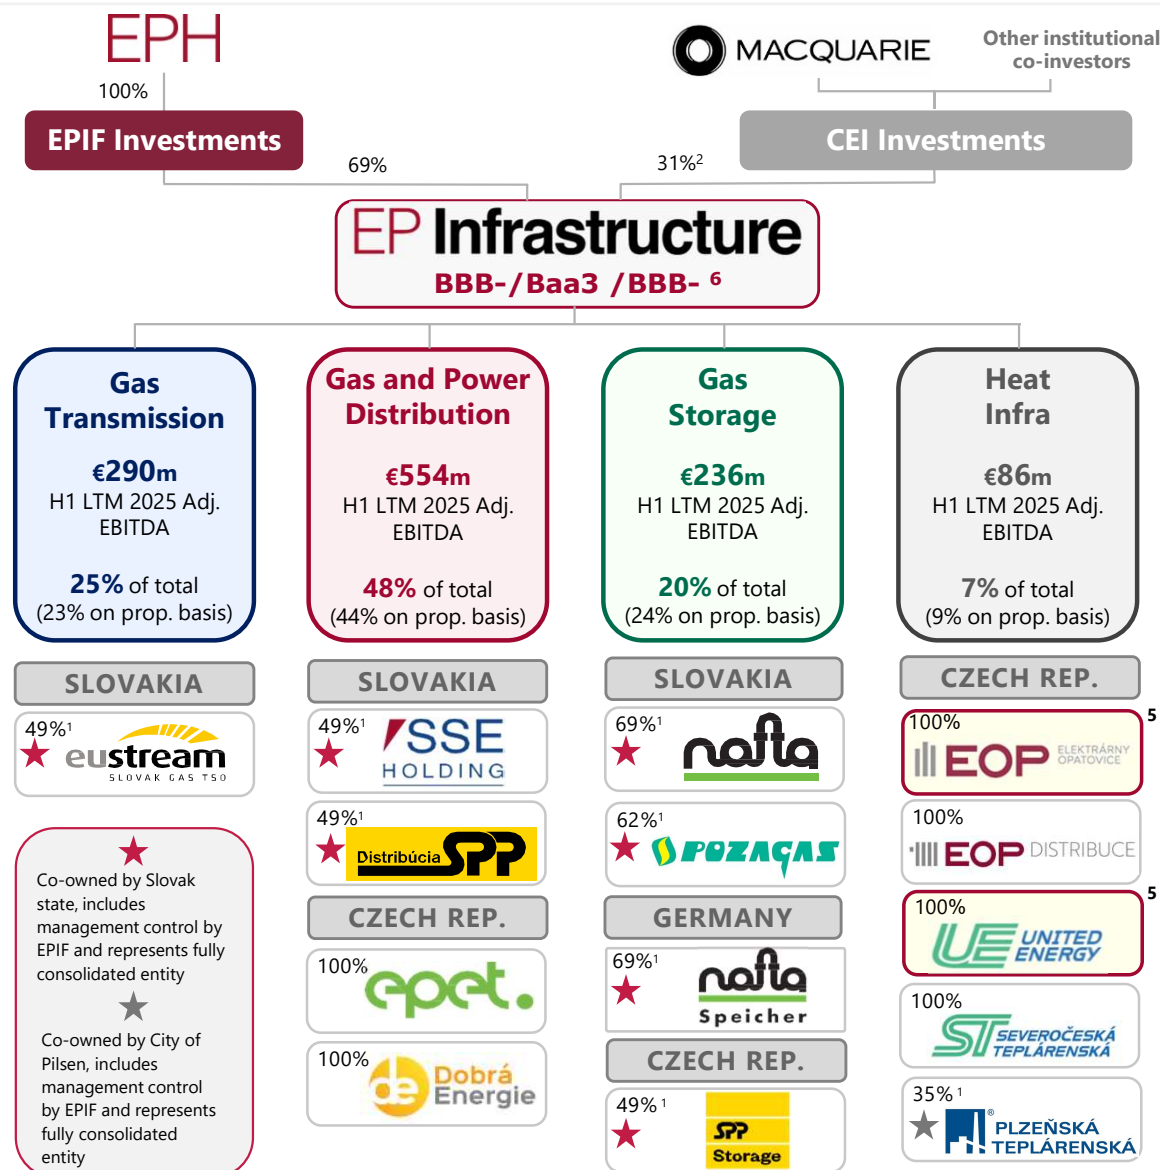 EPH
MACQUARIE
Other institutional
co-investors
100%
EPIF Investments
CEI Investments
69%
31%2
EP Infrastructure
BBB-/Baa3 /BBB- 6
Gas
Transmission
€290m
H1 LTM 2025 Adj.
EBITDA
25% of total
(23% on prop. basis)
Gas and Power
Distribution
€554m
H1 LTM 2025 Adj.
EBITDA
48% of total
(44% on prop. basis)
Gas
Storage
€236m
H1 LTM 2025 Adj.
EBITDA
20% of total
(24% on prop. basis)
Heat
Infra
€86m
H1 LTM 2025 Adj.
EBITDA
7% of total
(9% on prop. basis)
SLOVAKIA
49%1
eustream
SLOVAK GAS TSO
Co-owned by Slovak
state, includes
management control by
EPIF and represents fully
consolidated entity
Co-owned by City of
Pilsen, includes
management control
by EPIF and represents
fully consolidated
entity
SLOVAKIA
49%1
SSE
HOLDING
49%1
Distribúcia SPP
CZECH REP.
100%
epet.
100%
de Dobrá
Energie
SLOVAKIA
69%1
nafta
62%1
POZAGAS
GERMANY
69%1
nafta
Speicher
CZECH REP.
49% 1
SPP
Storage
CZECH REP.
100%
5
EOP ELEKTRÁRNY
OPATOVICE
100%
EOP DISTRIBUCE
100%
5
UE UNITED
ENERGY
100%
ST SEVEROČESKÁ
TEPLÁRENSKÁ
35% 1
® PLZEŇSKÁ
TEPLÁRENSKÁ